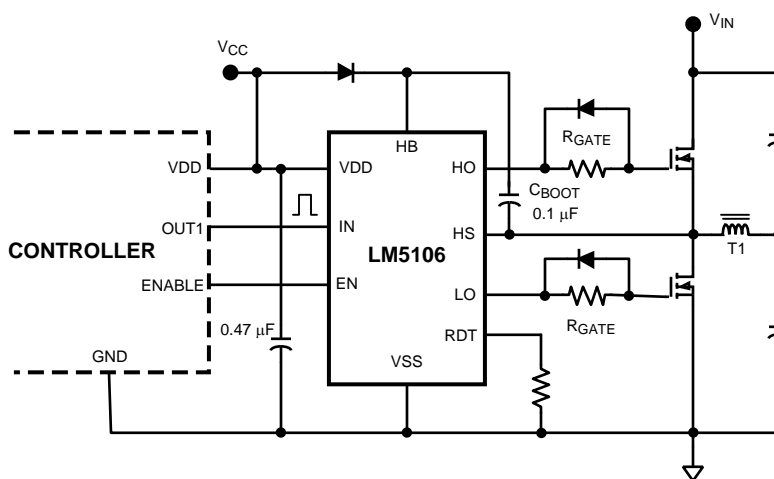 V_IN
V_CC
HB
R_GATE
VDD
VDD
HO
C_BOOT
0.1 µF
OUT1
IN
HS
CONTROLLER
LM5106
T1
ENABLE
EN
LO
0.47 µF
RDT
R_GATE
GND
VSS